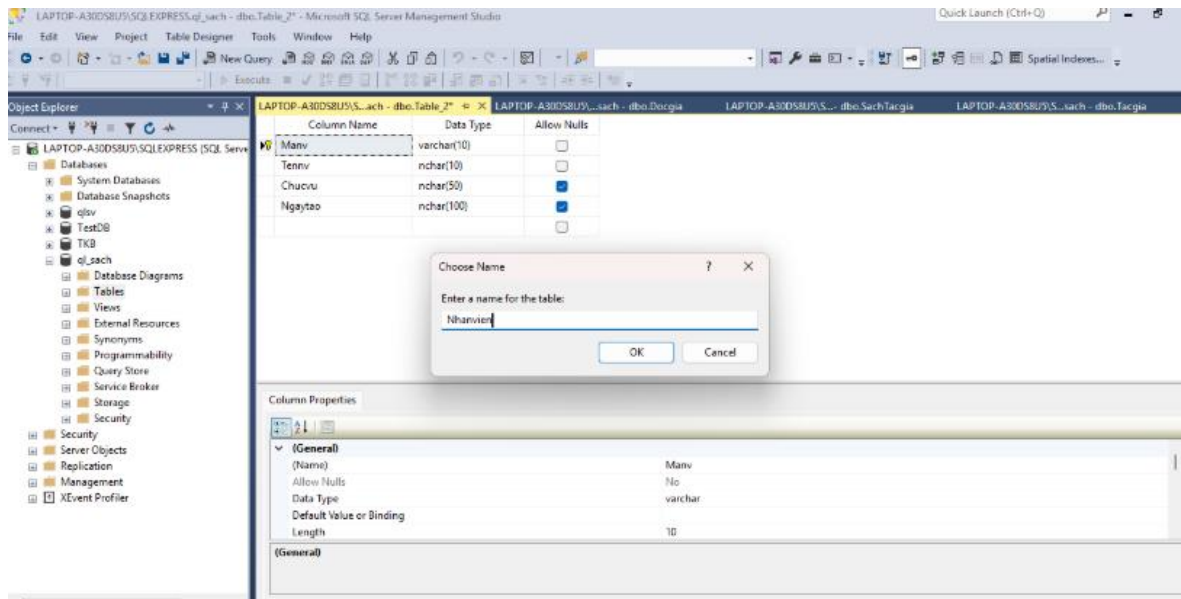 LAPTOP-A30DS8U5\SQLEXPRESS.ql_sach - dbo.Table_2* - Microsoft SQL Server Management Studio
Quick Launch (Ctrl+Q)
File Edit View Project Table Designer Tools Window Help
New Query
Spatial Indexes...
Execute
Object Explorer
LAPTOP-A30DS8U5\S...ach - dbo.Table_2*
LAPTOP-A30DS8U5\...sach - dbo.Docgia
LAPTOP-A30DS8U5\S...- dbo.SachTacgia
LAPTOP-A30DS8U5\S...sach - dbo.Tacgia
Connect
LAPTOP-A30DS8U5\SQLEXPRESS (SQL Serve
Databases
System Databases
Database Snapshots
qlsv
TestDB
TKB
ql_sach
Database Diagrams
Tables
Views
External Resources
Synonyms
Programmability
Query Store
Service Broker
Storage
Security
Security
Server Objects
Replication
Management
XEvent Profiler
Column Name Data Type Allow Nulls
Manv varchar(10)
Tennv nchar(10)
Chucvu nchar(50)
Ngaytao nchar(100)
Choose Name ?
Enter a name for the table:
Nhanvien
OK Cancel
Column Properties
(General)
(Name) Manv
Allow Nulls No
Data Type varchar
Default Value or Binding
Length 10
(General)